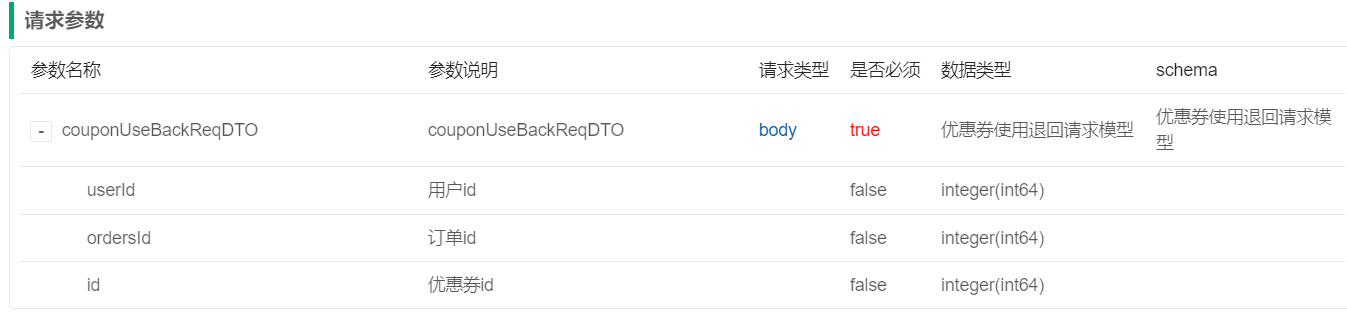 请求参数
参数名称 参数说明 请求类型 是否必须 数据类型 schema
- couponUseBackReqDTO couponUseBackReqDTO body true 优惠券使用退回请求模型 优惠券使用退回请求模
型
userId 用户id false integer(int64)
ordersId 订单id false integer(int64)
id 优惠券id false integer(int64)